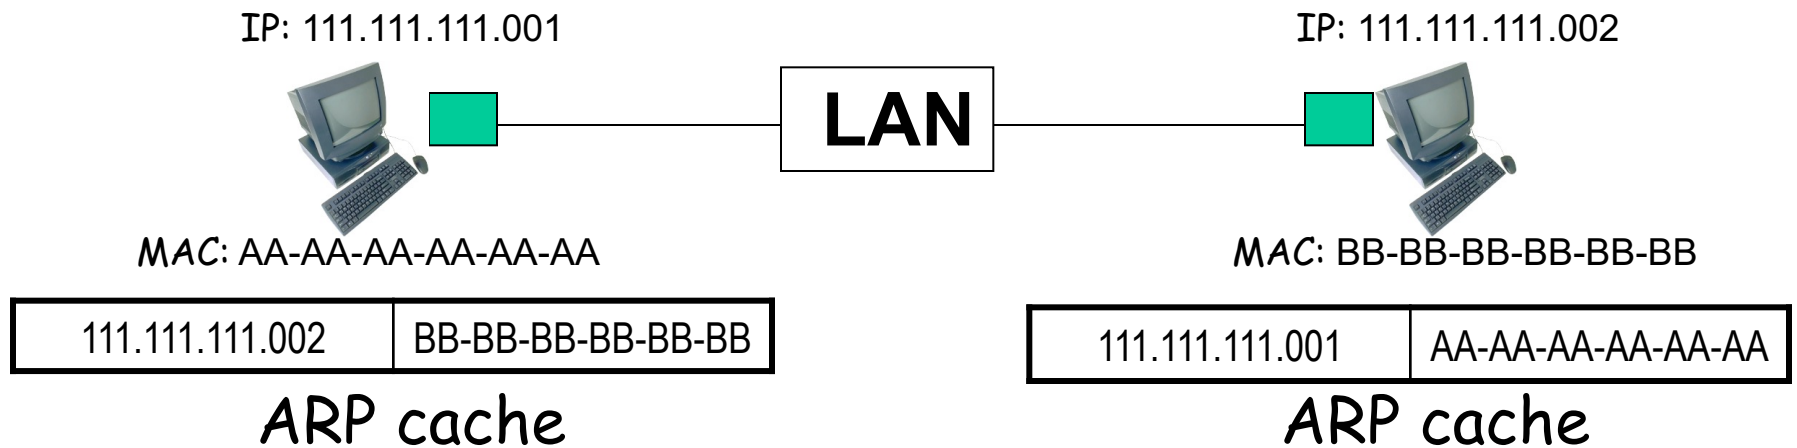 IP: 111.111.111.001
IP: 111.111.111.002
LAN
MAC: AA-AA-AA-AA-AA-AA
MAC: BB-BB-BB-BB-BB-BB
111.111.111.002 BB-BB-BB-BB-BB-BB
111.111.111.001 AA-AA-AA-AA-AA-AA
ARP cache
ARP cache